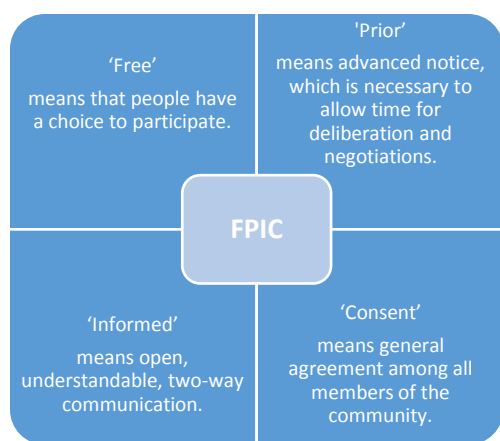 ‘Free’
means that people have
a choice to participate.
'Prior’
means advanced notice,
which is necessary to
allow time for
deliberation and
negotiations.
FPIC
‘Informed’
means open,
understandable, two-way
communication.
‘Consent’
means general
agreement among all
members of the
community.